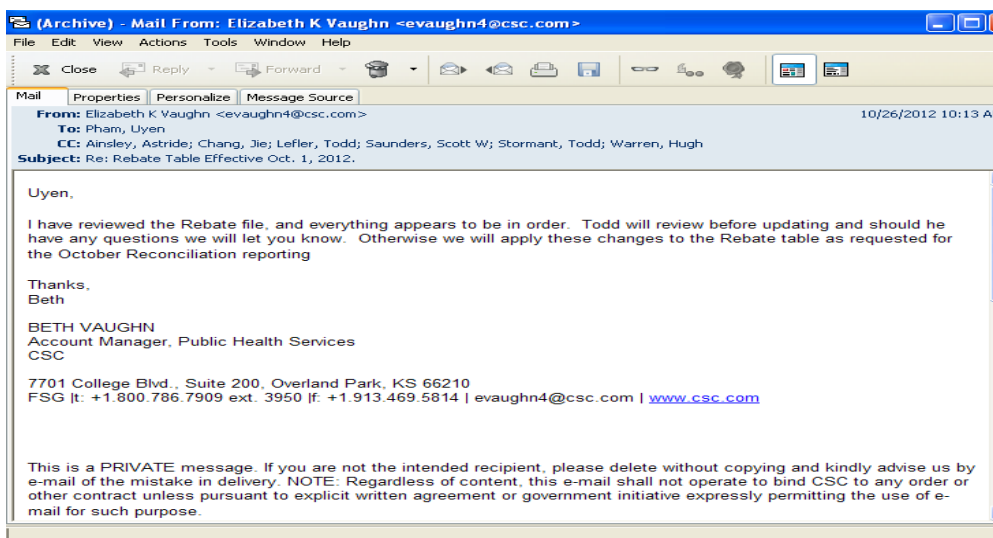 (Archive) - Mail From: Elizabeth K Vaughn <evaughn4@csc.com>
File Edit View Actions Tools Window Help
Close Reply Forward
Mail Properties Personalize Message Source
From: Elizabeth K Vaughn <evaughn4@csc.com> 10/26/2012 10:13 A
To: Pham, Uyen
CC: Ainsley, Astride; Chang, Jie; Lefler, Todd; Saunders, Scott W; Stormant, Todd; Warren, Hugh
Subject: Re: Rebate Table Effective Oct. 1, 2012.
Uyen,
I have reviewed the Rebate file, and everything appears to be in order. Todd will review before updating and should he
have any questions we will let you know. Otherwise we will apply these changes to the Rebate table as requested for
the October Reconciliation reporting
Thanks,
Beth
BETH VAUGHN
Account Manager, Public Health Services
CSC
7701 College Blvd., Suite 200, Overland Park, KS 66210
FSG |t: +1.800.786.7909 ext. 3950 |f: +1.913.469.5814 | evaughn4@csc.com | www.csc.com
This is a PRIVATE message. If you are not the intended recipient, please delete without copying and kindly advise us by
e-mail of the mistake in delivery. NOTE: Regardless of content, this e-mail shall not operate to bind CSC to any order or
other contract unless pursuant to explicit written agreement or government initiative expressly permitting the use of e-
mail for such purpose.